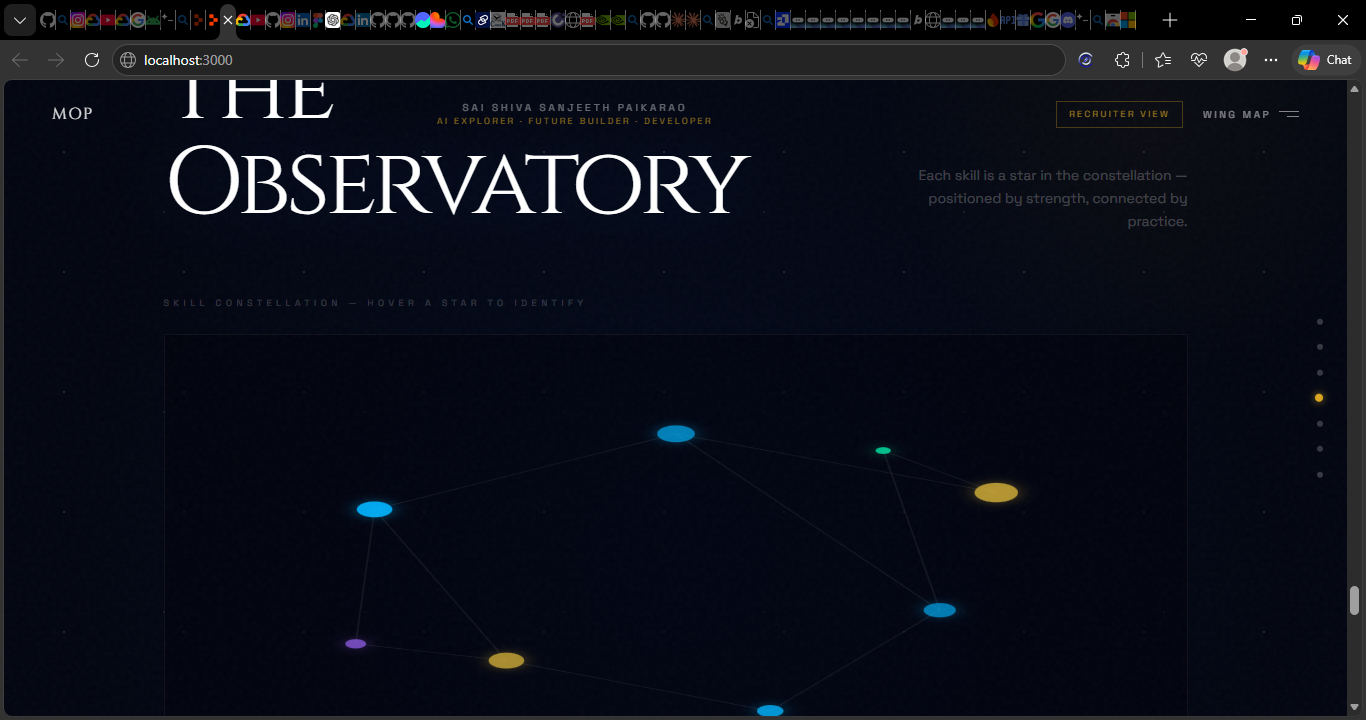 localhost:3000
Chat
THE
MOP
SAI SHIVA SANJEETH PAIKARAO
AI EXPLORER · FUTURE BUILDER · DEVELOPER
RECRUITER VIEW
WING MAP
OBSERVATORY
Each skill is a star in the constellation —
positioned by strength, connected by
practice.
SKILL CONSTELLATION — HOVER A STAR TO IDENTIFY